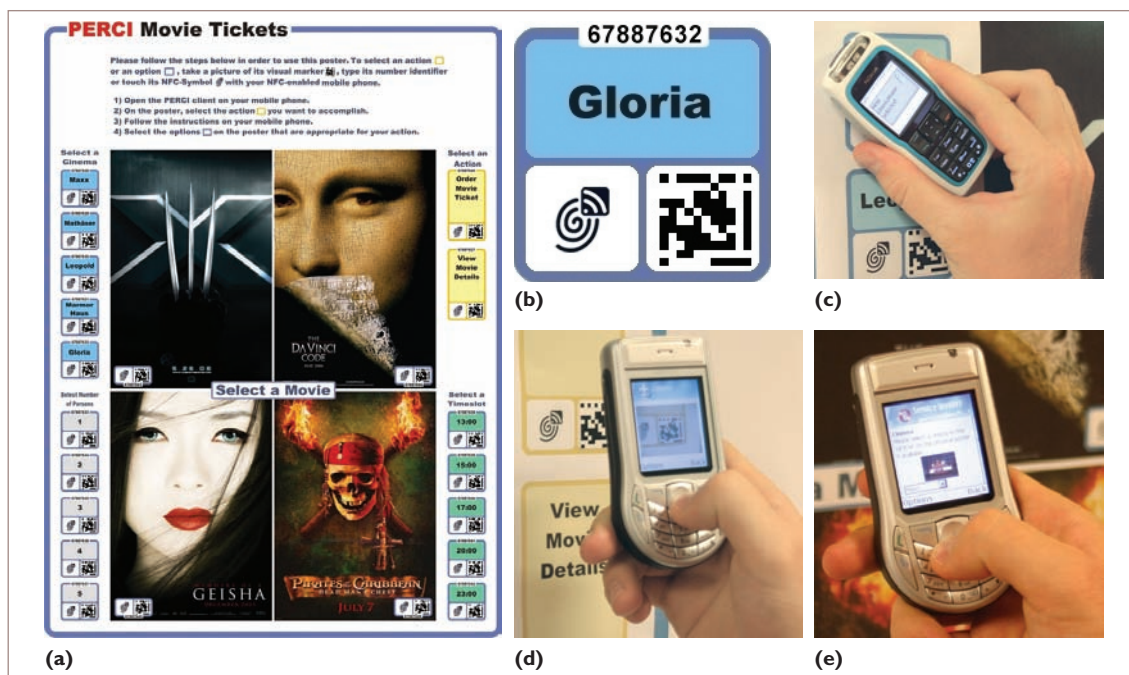 PERCI Movie Tickets
Please follow the steps below in order to use this poster. To select an action
or an option , take a picture of its visual marker , type its number identifier
or touch its NFC-Symbol with your NFC-enabled mobile phone.
1) Open the PERCI client on your mobile phone.
2) On the poster, select the action you want to accomplish.
3) Follow the instructions on your mobile phone.
4) Select the options on the poster that are appropriate for your action.
Select a
Cinema
Maxx
Mathäser
Leopold
Marmor
Haus
Gloria
Select an
Action
Order
Movie
Ticket
View
Movie
Details
THE
DA VINCI
CODE
Select a Movie
Select Number
of Persons
1
2
3
4
5
Select a
Timeslot
13:00
15:00
17:00
20:00
23:00
GEISHA
PIRATES of the CARIBBEAN
DEAD MAN'S CHEST
JULY 7
(a)
67887632
Gloria
(b)
(c)
View
Details
(d)
Options
Back
(e)